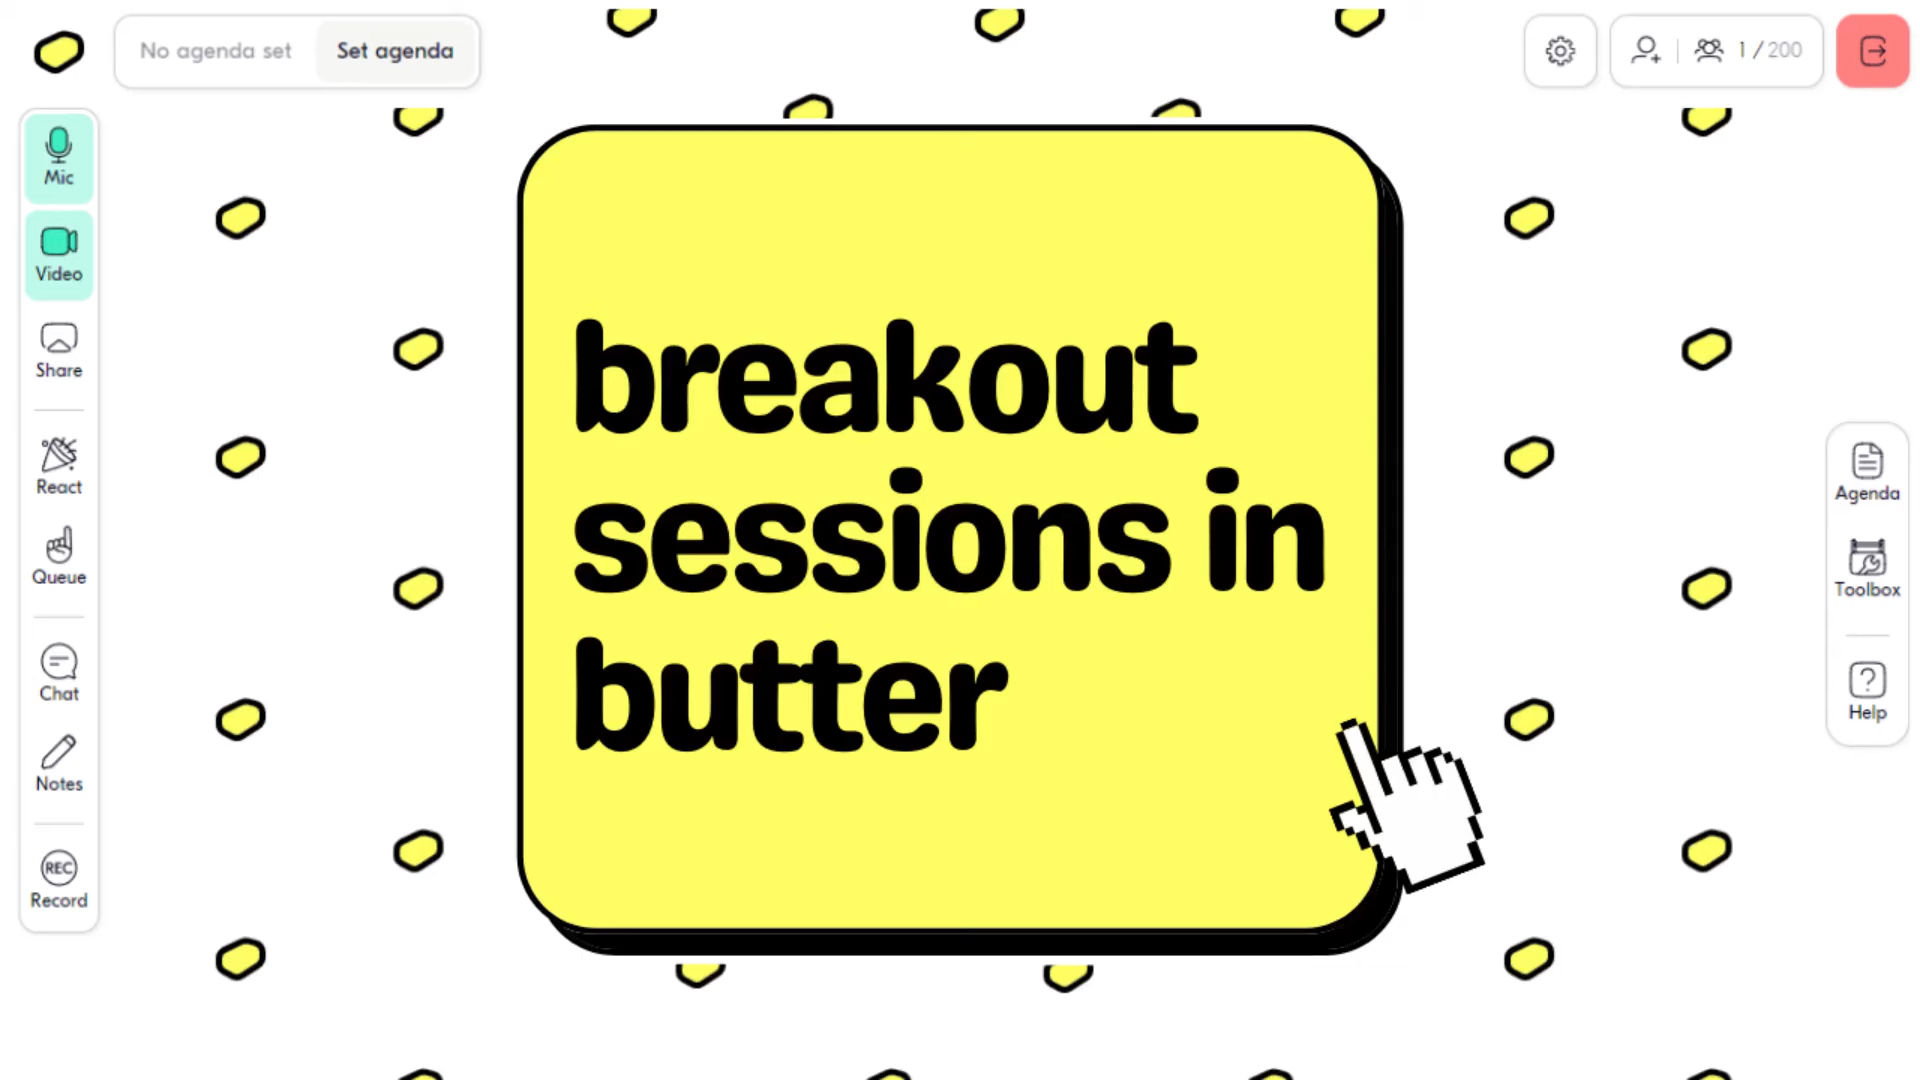 No agenda set Set agenda
1 / 200
Mic
Video
Share
React
Queue
Chat
Notes
REC
Record
breakout
sessions in
butter
Agenda
Toolbox
?
Help